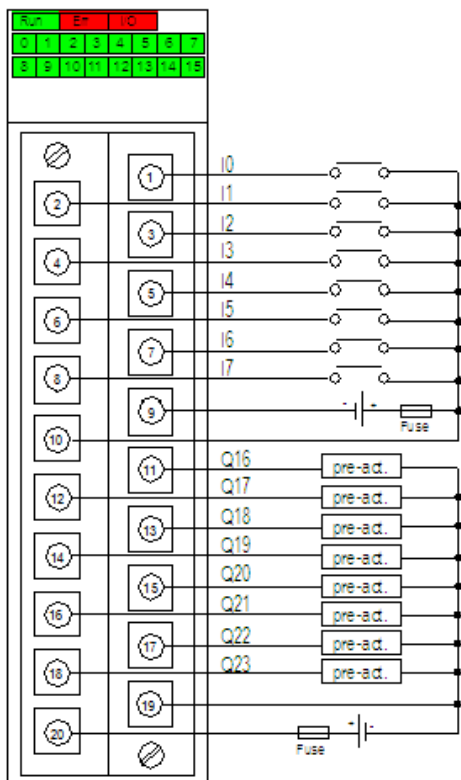 Run Err I/O
0 1 2 3 4 5 6 7
8 9 10 11 12 13 14 15
1 I0
2 I1
3 I2
4 I3
5 I4
6 I5
7 I6
8 I7
9 - + Fuse
10
11 Q16 pre-act.
12 Q17 pre-act.
13 Q18 pre-act.
14 Q19 pre-act.
15 Q20 pre-act.
16 Q21 pre-act.
17 Q22 pre-act.
18 Q23 pre-act.
19
20 Fuse + -